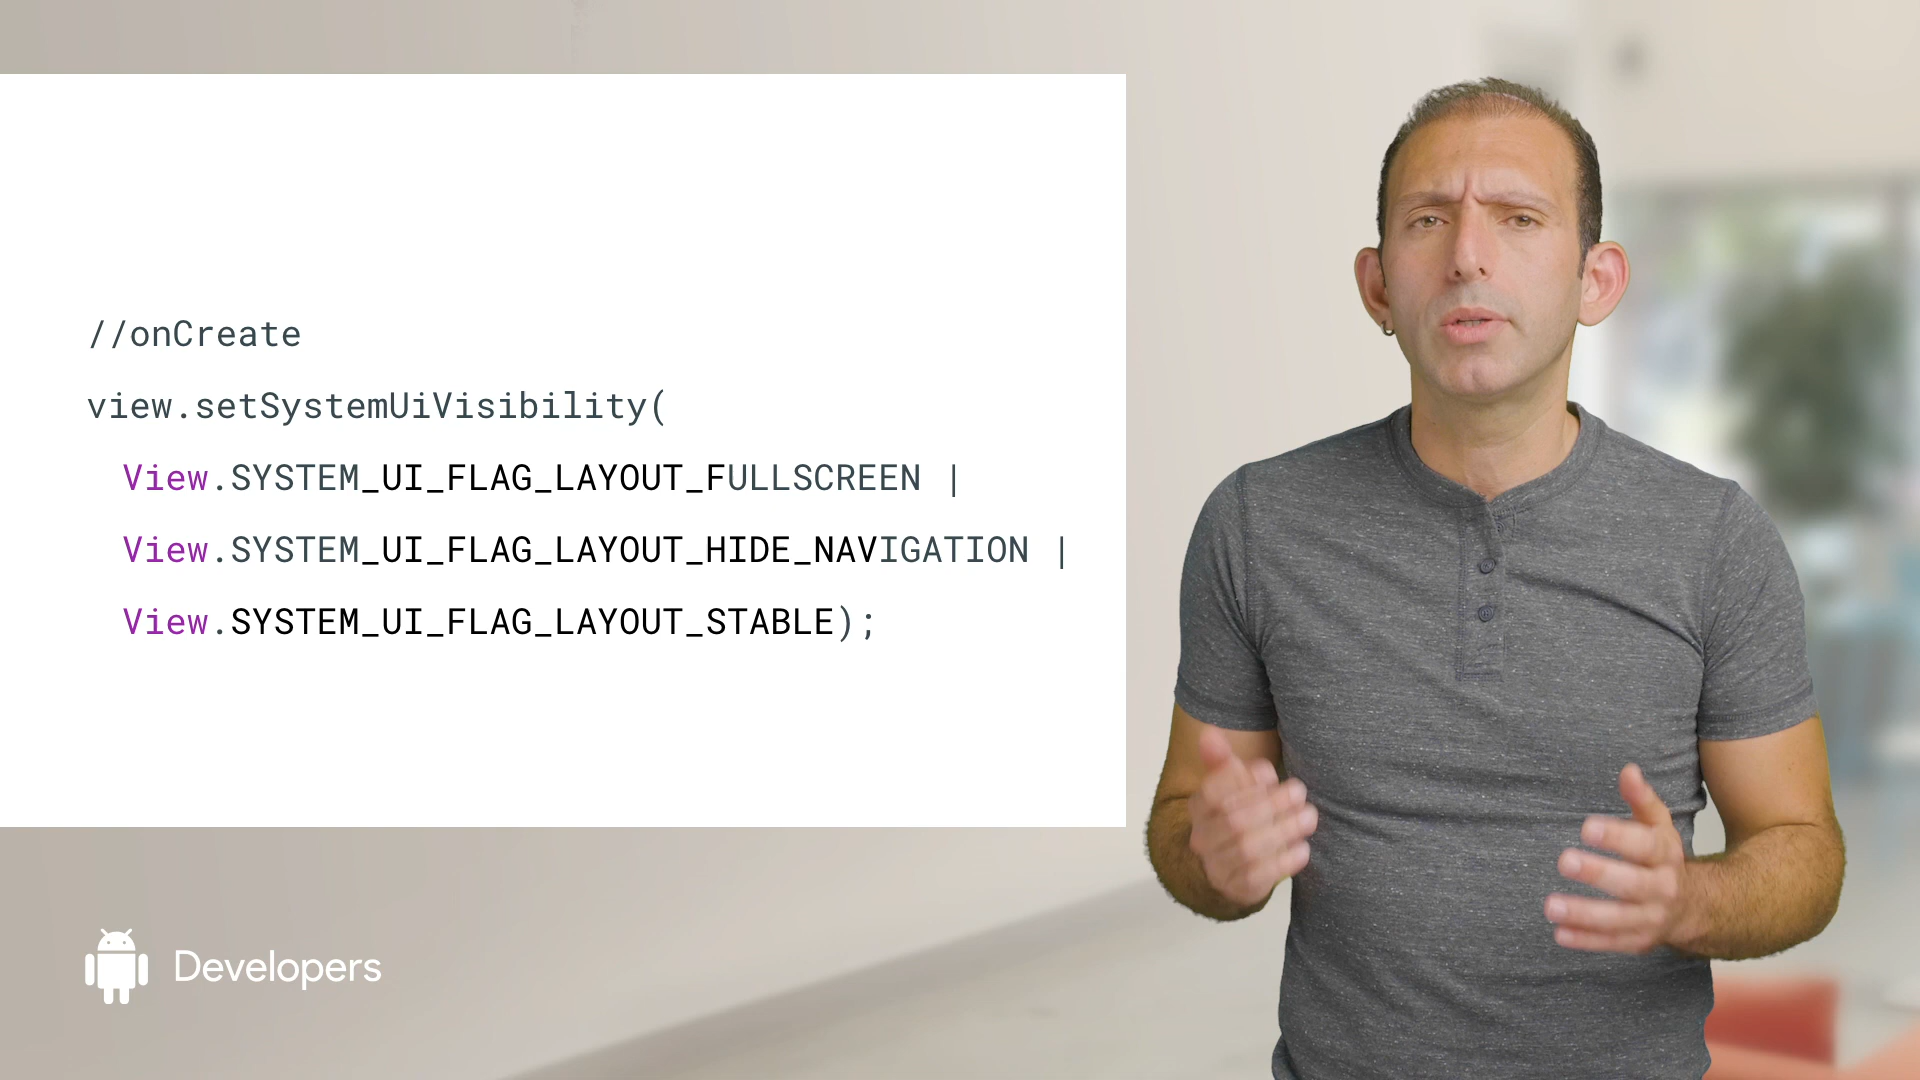 //onCreate
view.setSystemUiVisibility(
View.SYSTEM_UI_FLAG_LAYOUT_FULLSCREEN |
View.SYSTEM_UI_FLAG_LAYOUT_HIDE_NAVIGATION |
View.SYSTEM_UI_FLAG_LAYOUT_STABLE);
Developers